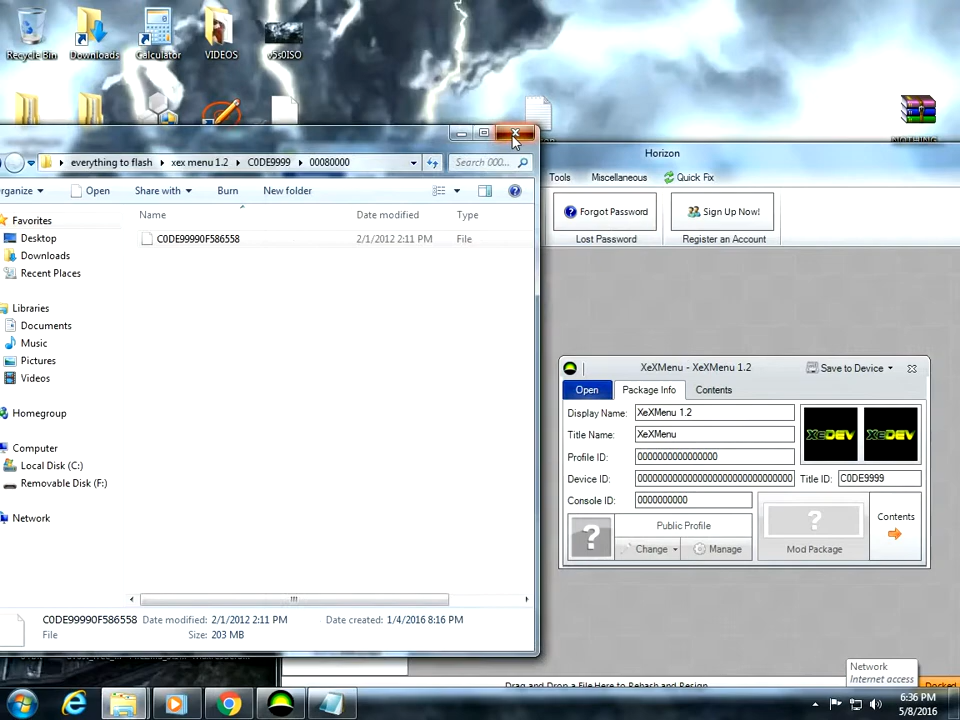 Recycle Bin
Downloads
Calculator
VIDEOS
v5s0ISO
NOTHING
everything to flash
xex menu 1.2
C0DE9999
00080000
Search 000...
rganize
Open
Share with
Burn
New folder
Name
Date modified
Type
C0DE99990F586558
2/1/2012 2:11 PM
File
Favorites
Desktop
Downloads
Recent Places
Libraries
Documents
Music
Pictures
Videos
Homegroup
Computer
Local Disk (C:)
Removable Disk (F:)
Network
C0DE99990F586558 Date modified: 2/1/2012 2:11 PM Date created: 1/4/2016 8:16 PM
File Size: 203 MB
Horizon
Tools Miscellaneous Quick Fix
Forgot Password
Lost Password
Sign Up Now!
Register an Account
XeXMenu - XeXMenu 1.2
Save to Device
Open Package Info Contents
Display Name: XeXMenu 1.2
Title Name: XeXMenu
Profile ID: 0000000000000000
Device ID: 0000000000000000000000000000000000 Title ID: C0DE9999
Console ID: 0000000000
XeDEV XeDEV
Public Profile
Change Manage
Mod Package
Contents
Drag and Drop a File Here to Rehash and Resign
Docked
Network
Internet access
6:36 PM
5/8/2016